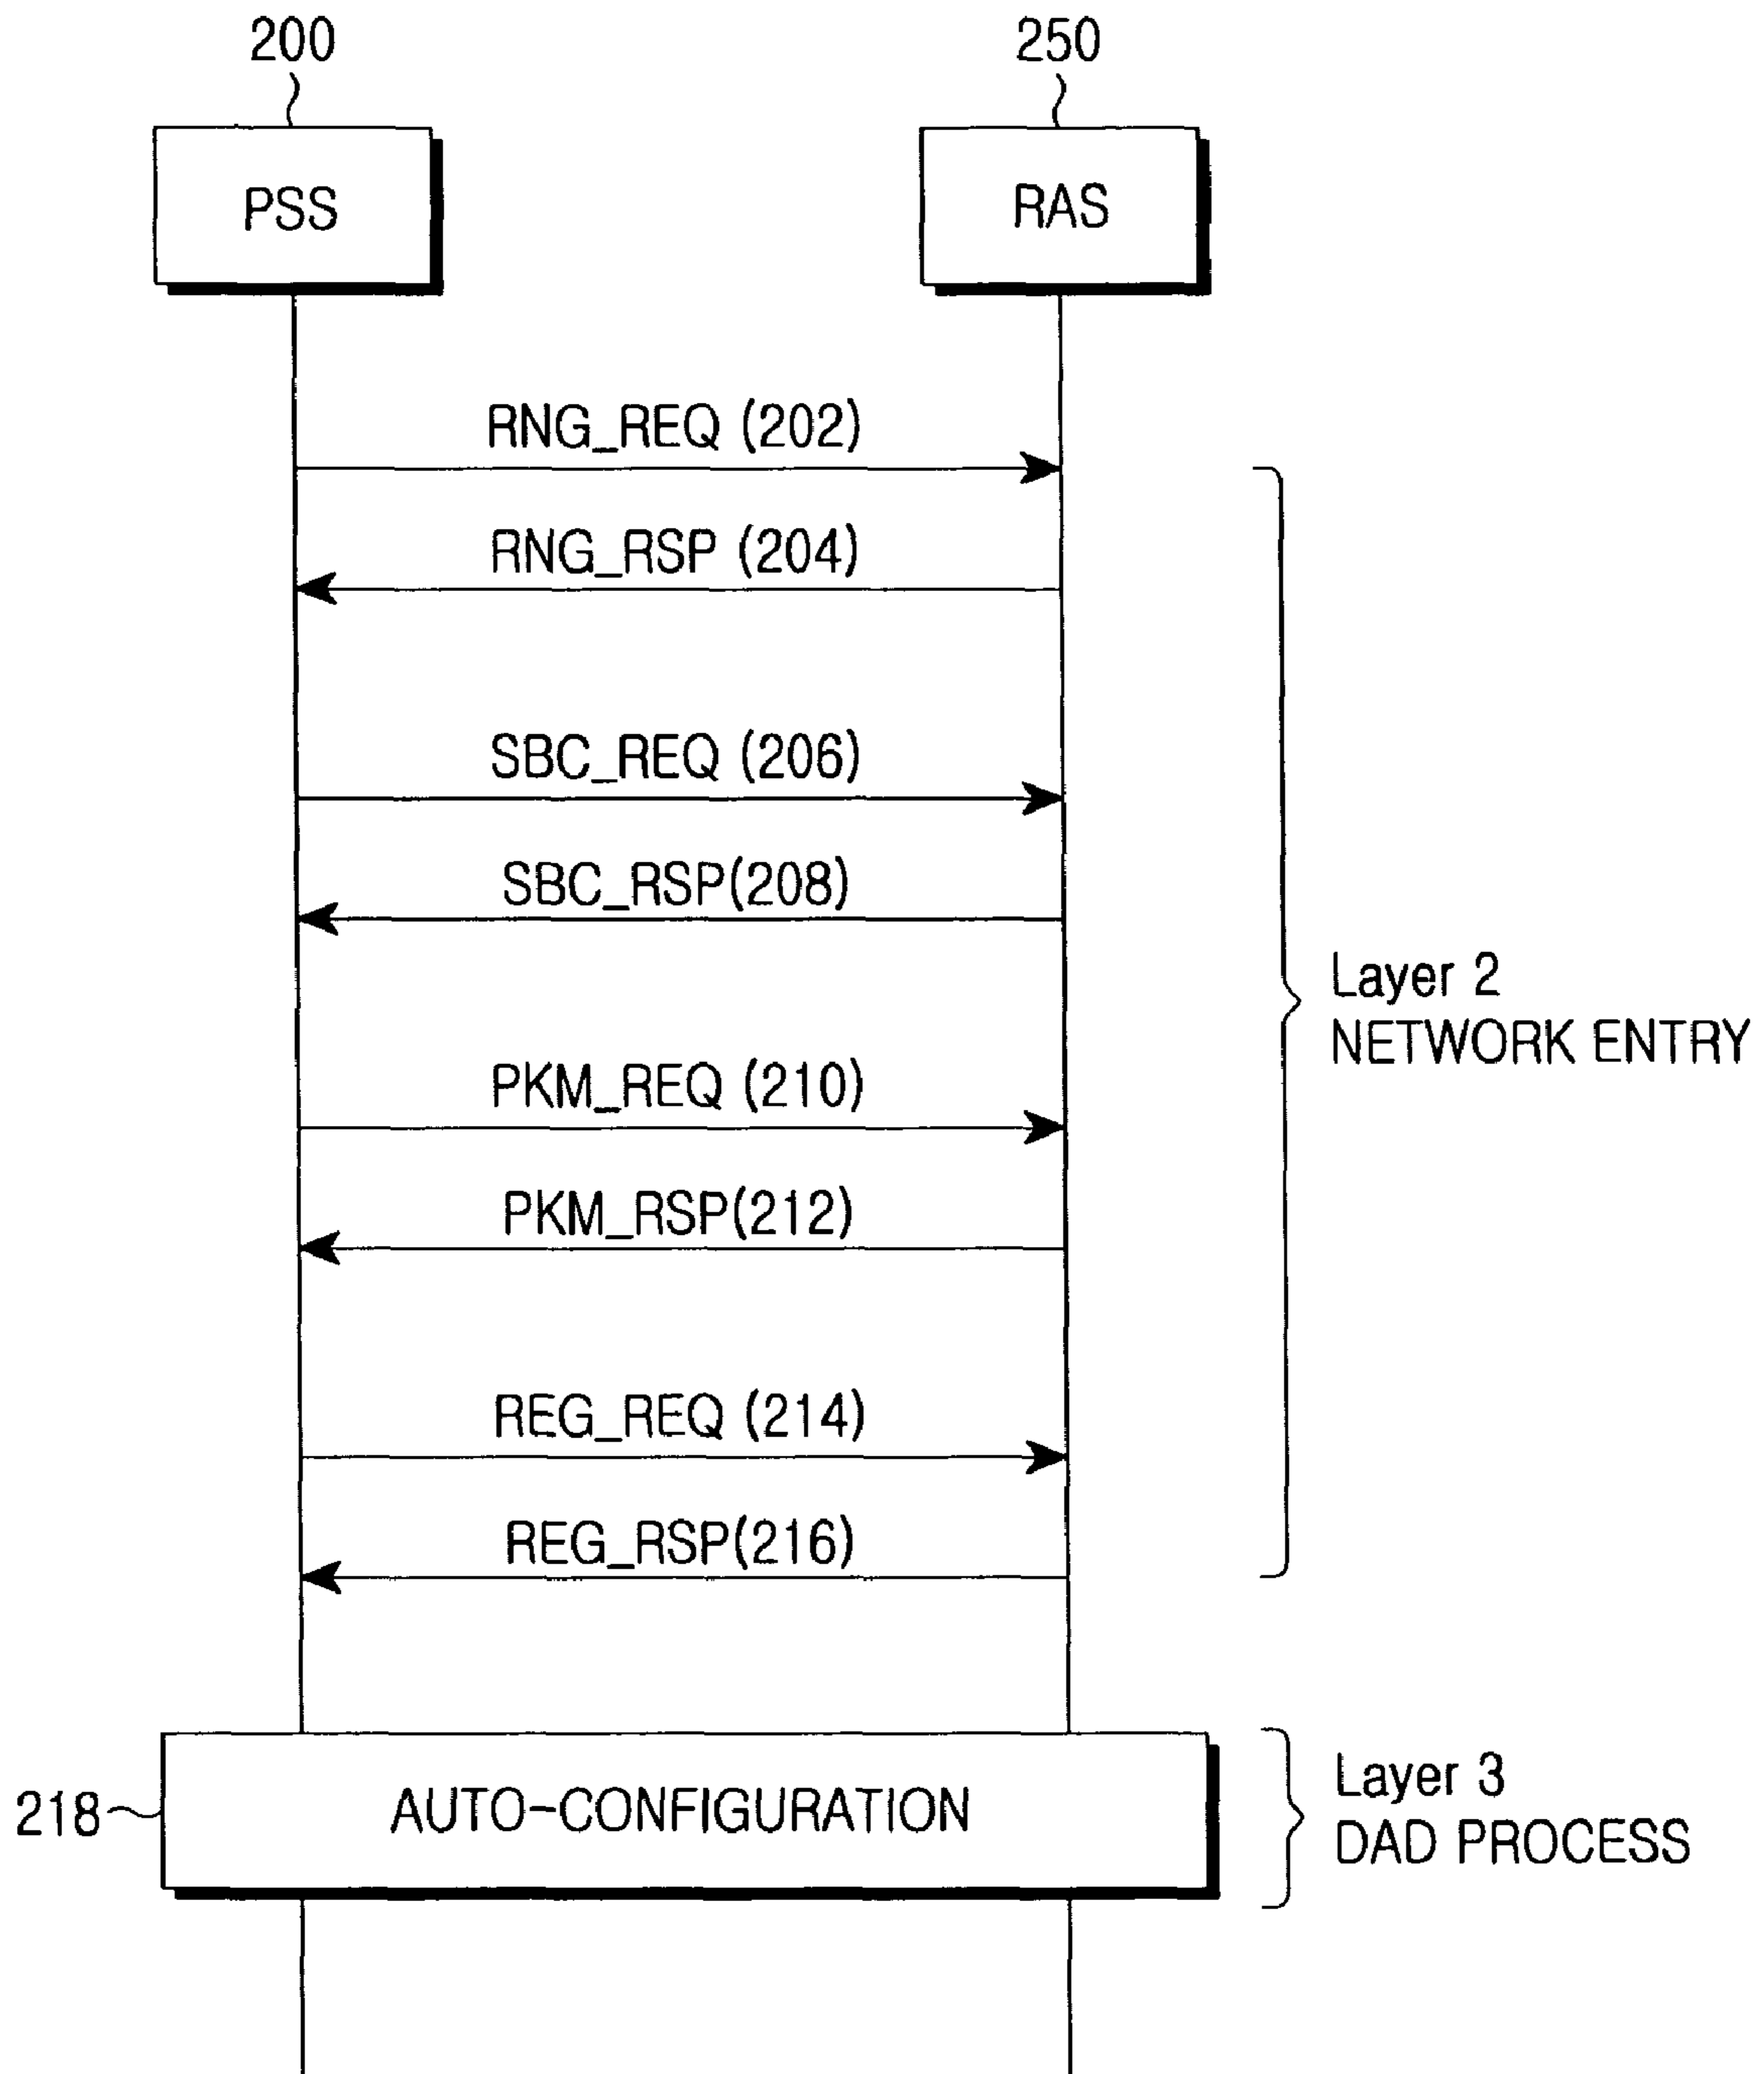 200
250
PSS
RAS
RNG_REQ (202)
RNG_RSP (204)
SBC_REQ (206)
SBC_RSP(208)
Layer 2
NETWORK ENTRY
PKM_REQ (210)
PKM_RSP(212)
REG_REQ (214)
REG_RSP(216)
218
AUTO-CONFIGURATION
Layer 3
DAD PROCESS